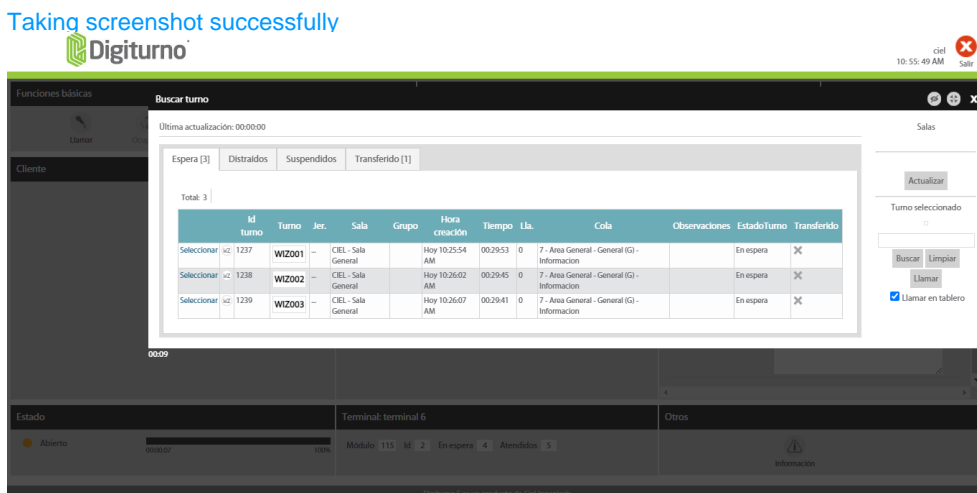 Taking screenshot successfully
Digiturno
ciel
10: 55: 49 AM
Salir
Funciones básicas
Llamar
Buscar turno
Última actualización: 00:00:00
Salas
Cliente
Espera [3] Distraídos Suspendidos Transferido [1]
Actualizar
Total: 3
Turno seleccionado
Id turno Turno Jer. Sala Grupo Hora creación Tiempo Lla. Cola Observaciones EstadoTurno Transferido
Seleccionar WIZ 1237 WIZ001 -- CIEL - Sala General Hoy 10:25:54 AM 00:29:53 0 7 - Area General - General (G) - Informacion En espera
Seleccionar WIZ 1238 WIZ002 -- CIEL - Sala General Hoy 10:26:02 AM 00:29:45 0 7 - Area General - General (G) - Informacion En espera
Seleccionar WIZ 1239 WIZ003 -- CIEL - Sala General Hoy 10:26:07 AM 00:29:41 0 7 - Area General - General (G) - Informacion En espera
Buscar Limpiar
Llamar
Llamar en tablero
00:09
Estado
Terminal: terminal 6
Otros
Abierto
00:00:07
100%
Módulo 115 Id 2 En espera 4 Atendidos 5
Información